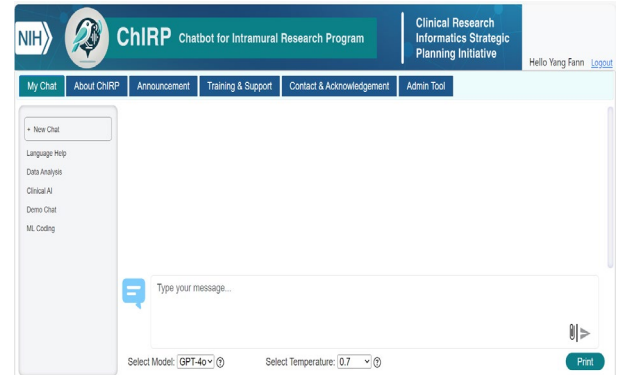 NIH
ChIRP Chatbot for Intramural Research Program
Clinical Research
Informatics Strategic
Planning Initiative
Hello Yang Fann Logout
My Chat About ChIRP Announcement Training & Support Contact & Acknowledgement Admin Tool
+ New Chat
Language Help
Data Analysis
Clinical AI
Demo Chat
ML Coding
Type your message...
Select Model: GPT-4o ? Select Temperature: 0.7 ? Print